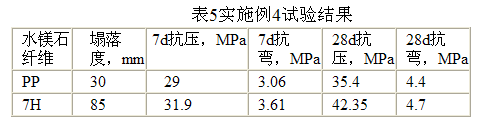 表5实施例4试验结果
水镁石纤维 塌落度，mm 7d抗压，MPa 7d抗弯，MPa 28d抗压，MPa 28d抗弯，MPa
PP 30 29 3.06 35.4 4.4
7H 85 31.9 3.61 42.35 4.7